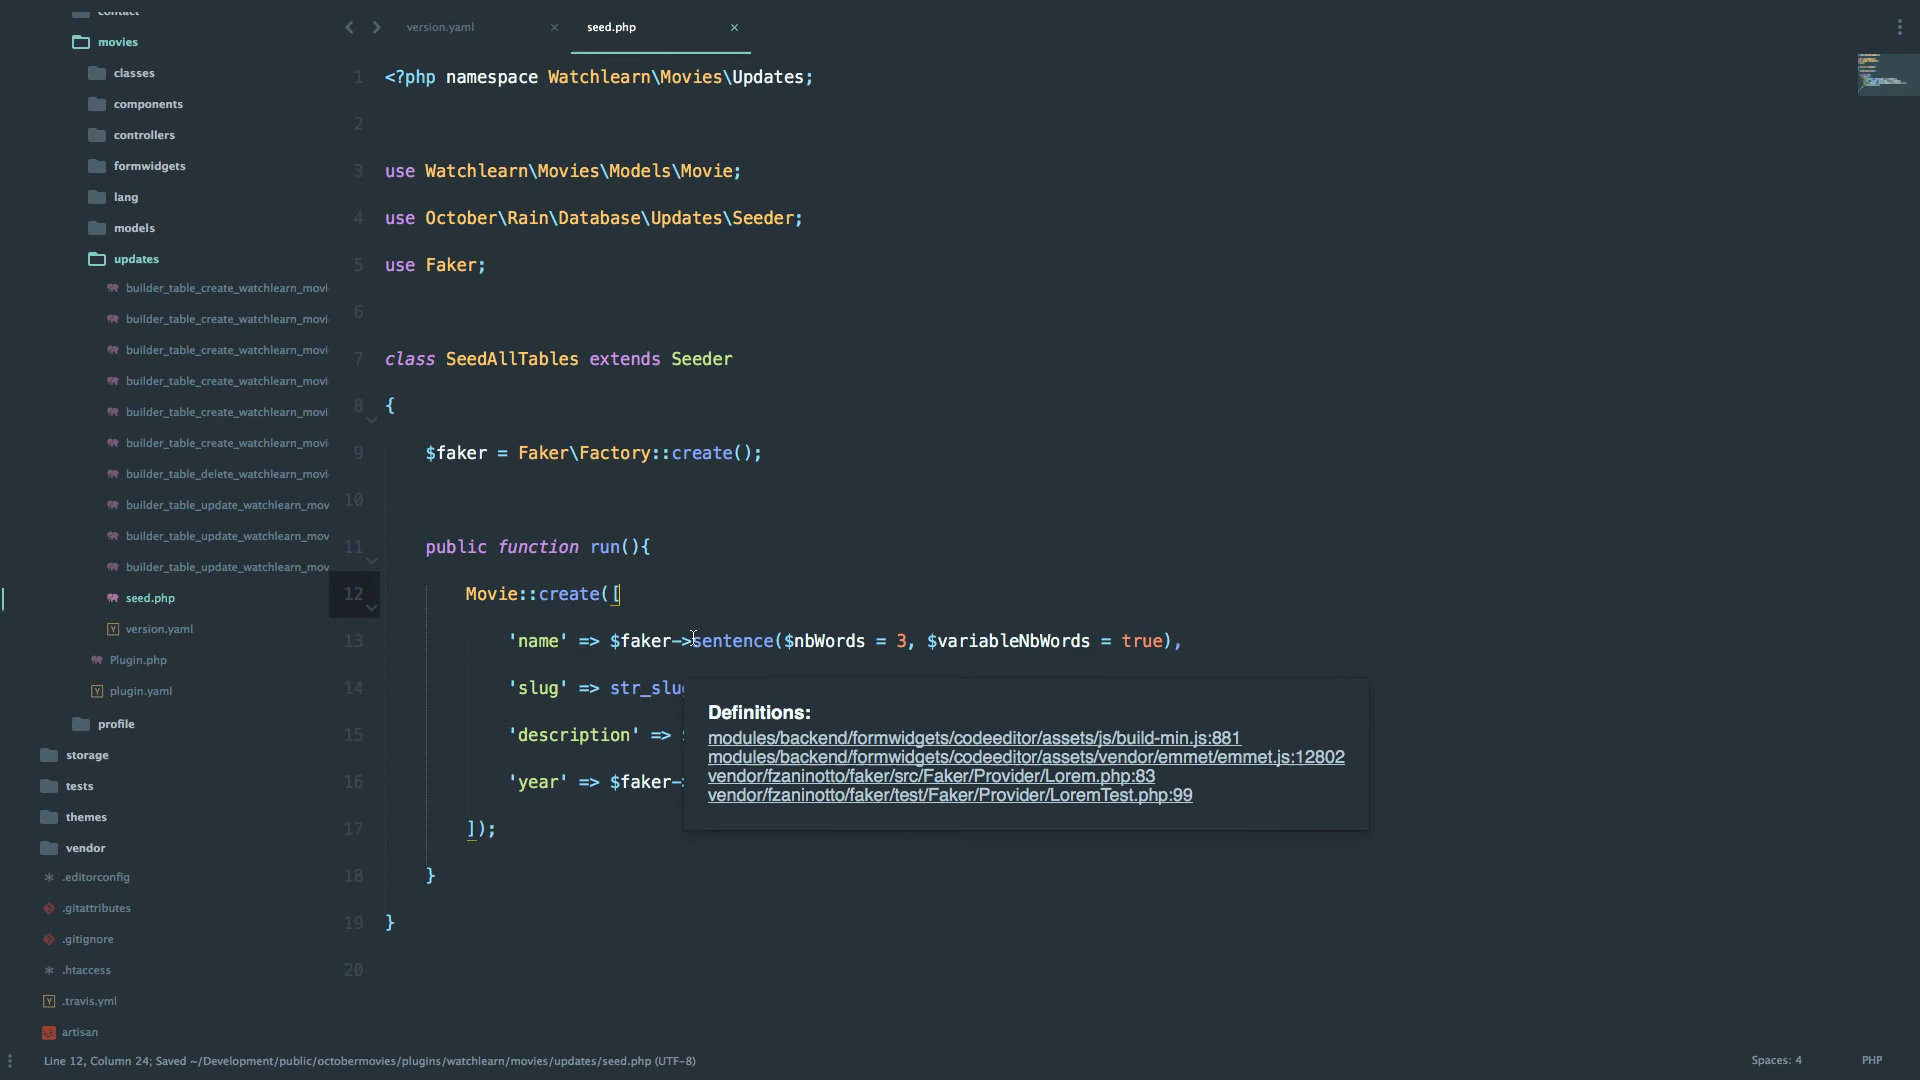 contact
movies
classes
components
controllers
formwidgets
lang
models
updates
builder_table_create_watchlearn_movi
builder_table_create_watchlearn_movi
builder_table_create_watchlearn_movi
builder_table_create_watchlearn_movi
builder_table_create_watchlearn_movi
builder_table_create_watchlearn_movi
builder_table_delete_watchlearn_movi
builder_table_update_watchlearn_mov
builder_table_update_watchlearn_mov
builder_table_update_watchlearn_mov
seed.php
version.yaml
Plugin.php
plugin.yaml
profile
storage
tests
themes
vendor
.editorconfig
.gitattributes
.gitignore
.htaccess
.travis.yml
artisan
version.yaml × seed.php ×
1 <?php namespace Watchlearn\Movies\Updates;
2
3 use Watchlearn\Movies\Models\Movie;
4 use October\Rain\Database\Updates\Seeder;
5 use Faker;
6
7 class SeedAllTables extends Seeder
8 {
9 $faker = Faker\Factory::create();
10
11 public function run(){
12 Movie::create([
13 'name' => $faker->sentence($nbWords = 3, $variableNbWords = true),
14 'slug' => str_slug
15 'description' => $
16 'year' => $faker->
17 ]);
18 }
19 }
20
Definitions:
modules/backend/formwidgets/codeeditor/assets/js/build-min.js:881
modules/backend/formwidgets/codeeditor/assets/vendor/emmet/emmet.js:12802
vendor/fzaninotto/faker/src/Faker/Provider/Lorem.php:83
vendor/fzaninotto/faker/test/Faker/Provider/LoremTest.php:99
Line 12, Column 24; Saved ~/Development/public/octobermovies/plugins/watchlearn/movies/updates/seed.php (UTF-8)
Spaces: 4 PHP